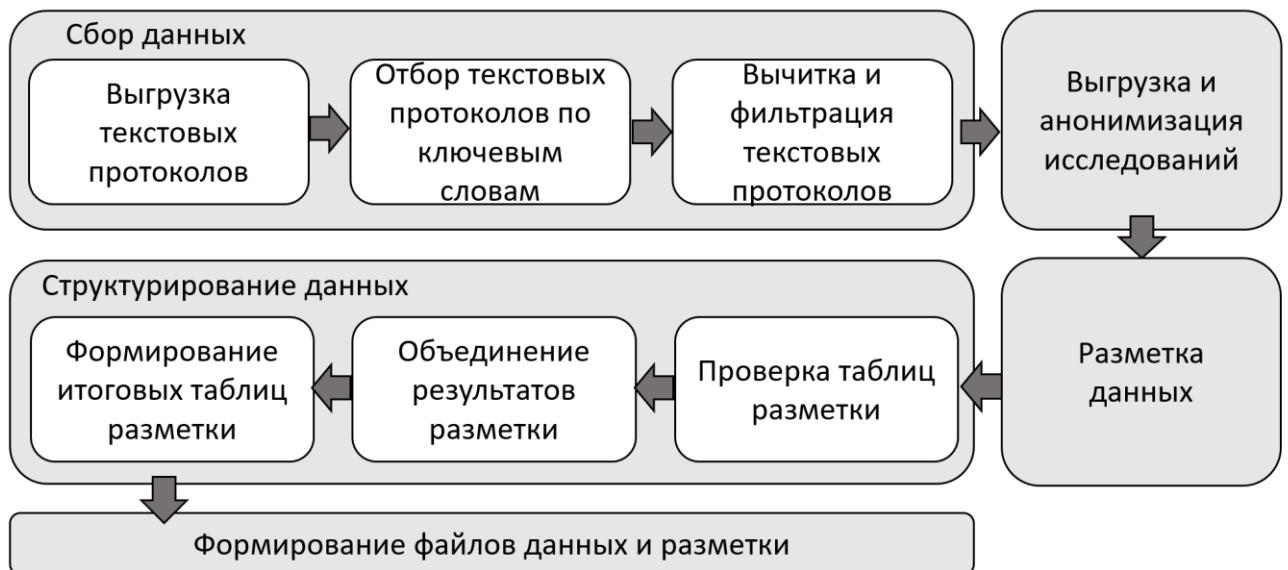 Сбор данных
Выгрузка
текстовых
протоколов
Отбор текстовых
протоколов по
ключевым
словам
Вычитка и
фильтрация
текстовых
протоколов
Выгрузка и
анонимизация
исследований
Разметка
данных
Структурирование данных
Проверка таблиц
разметки
Объединение
результатов
разметки
Формирование
итоговых таблиц
разметки
Формирование файлов данных и разметки